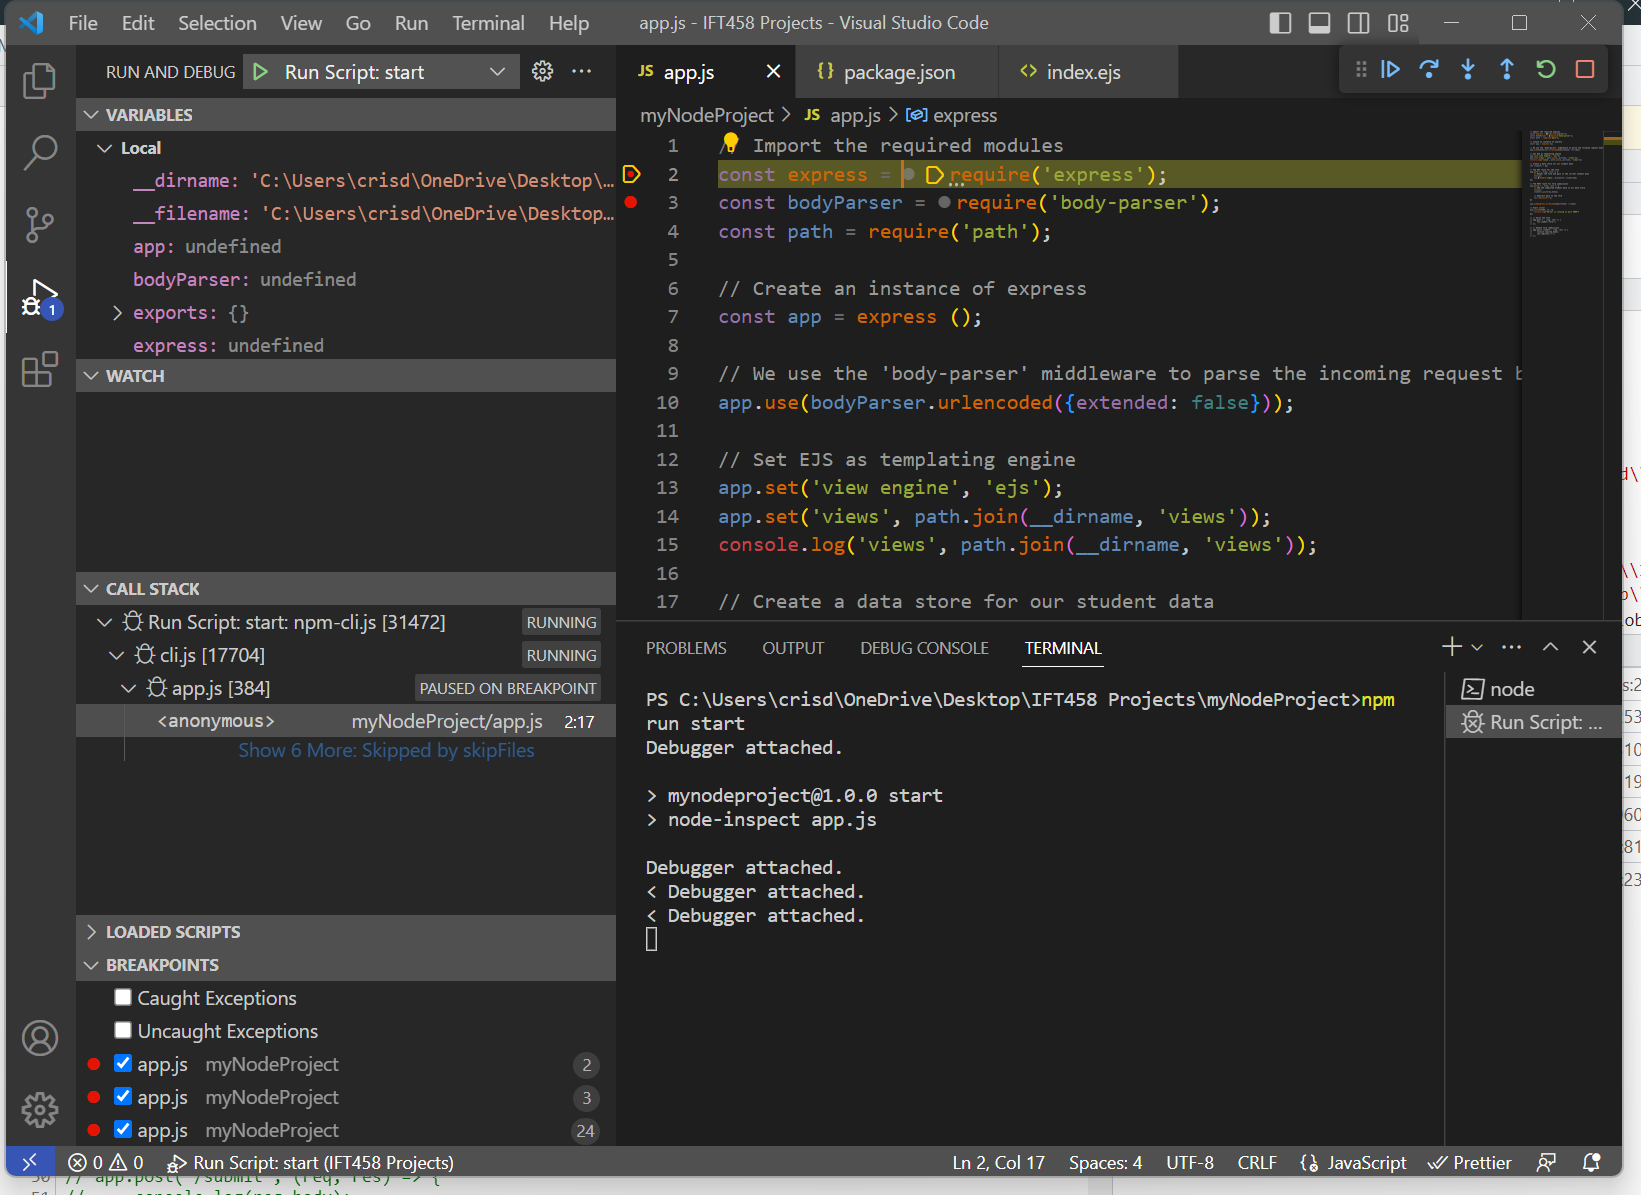 File Edit Selection View Go Run Terminal Help app.js - IFT458 Projects - Visual Studio Code
RUN AND DEBUG Run Script: start
VARIABLES
Local
__dirname: 'C:\Users\crisd\OneDrive\Desktop\...
__filename: 'C:\Users\crisd\OneDrive\Desktop...
app: undefined
bodyParser: undefined
exports: {}
express: undefined
WATCH
CALL STACK
Run Script: start: npm-cli.js [31472] RUNNING
cli.js [17704] RUNNING
app.js [384] PAUSED ON BREAKPOINT
<anonymous> myNodeProject/app.js 2:17
Show 6 More: Skipped by skipFiles
LOADED SCRIPTS
BREAKPOINTS
Caught Exceptions
Uncaught Exceptions
app.js myNodeProject 2
app.js myNodeProject 3
app.js myNodeProject 24
1
JS app.js {} package.json <> index.ejs
myNodeProject > JS app.js > express
1 // Import the required modules
2 const express = require('express');
3 const bodyParser = require('body-parser');
4 const path = require('path');
5
6 // Create an instance of express
7 const app = express ();
8
9 // We use the 'body-parser' middleware to parse the incoming request b
10 app.use(bodyParser.urlencoded({extended: false}));
11
12 // Set EJS as templating engine
13 app.set('view engine', 'ejs');
14 app.set('views', path.join(__dirname, 'views'));
15 console.log('views', path.join(__dirname, 'views'));
16
17 // Create a data store for our student data
PROBLEMS OUTPUT DEBUG CONSOLE TERMINAL
PS C:\Users\crisd\OneDrive\Desktop\IFT458 Projects\myNodeProject>npm
run start
Debugger attached.
> mynodeproject@1.0.0 start
> node-inspect app.js
Debugger attached.
< Debugger attached.
< Debugger attached.
node
Run Script: ...
0 0 Run Script: start (IFT458 Projects) Ln 2, Col 17 Spaces: 4 UTF-8 CRLF JavaScript Prettier